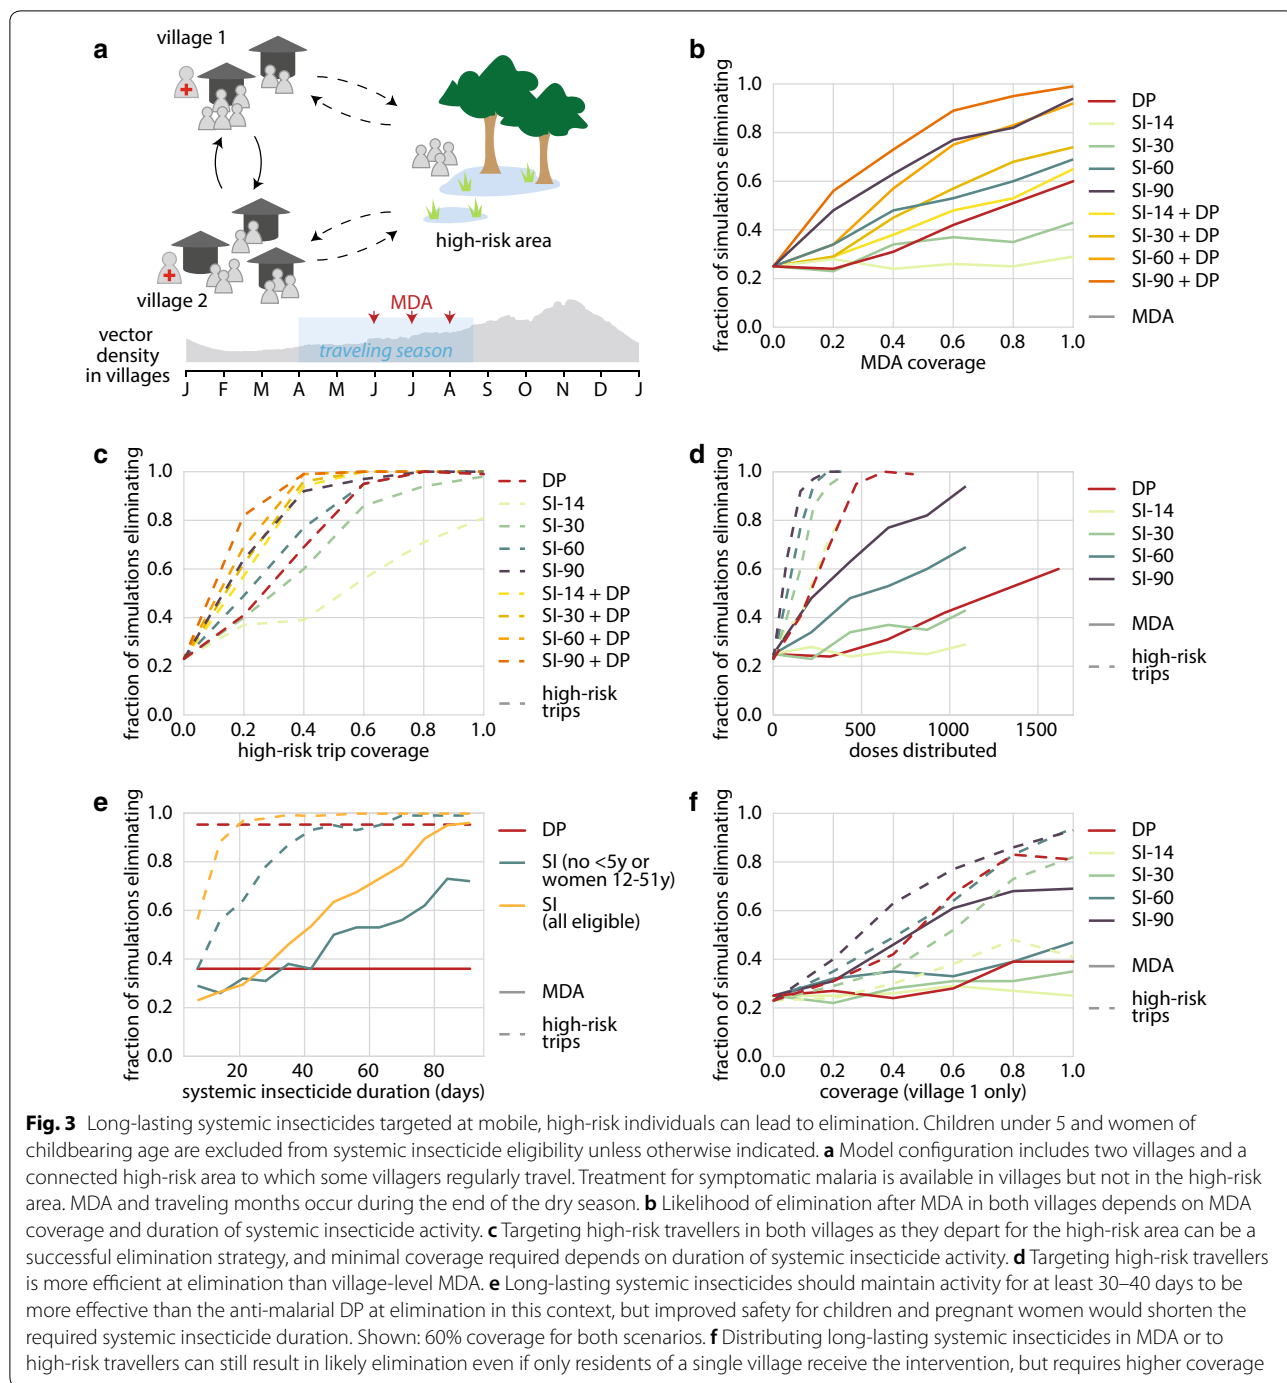 a
village 1
village 2
high-risk area
MDA
traveling season
vector
density
in villages
J F M A M J J A S O N D J
b
fraction of simulations eliminating
1.0
0.8
0.6
0.4
0.2
0.0
0.0 0.2 0.4 0.6 0.8 1.0
MDA coverage
DP
SI-14
SI-30
SI-60
SI-90
SI-14 + DP
SI-30 + DP
SI-60 + DP
SI-90 + DP
MDA
c
fraction of simulations eliminating
1.0
0.8
0.6
0.4
0.2
0.0
0.0 0.2 0.4 0.6 0.8 1.0
high-risk trip coverage
DP
SI-14
SI-30
SI-60
SI-90
SI-14 + DP
SI-30 + DP
SI-60 + DP
SI-90 + DP
high-risk
trips
d
fraction of simulations eliminating
1.0
0.8
0.6
0.4
0.2
0.0
0 500 1000 1500
doses distributed
DP
SI-14
SI-30
SI-60
SI-90
MDA
high-risk
trips
e
fraction of simulations eliminating
1.0
0.8
0.6
0.4
0.2
0.0
20 40 60 80
systemic insecticide duration (days)
DP
SI (no <5y or
women 12-51y)
SI
(all eligible)
MDA
high-risk
trips
f
fraction of simulations eliminating
1.0
0.8
0.6
0.4
0.2
0.0
0.0 0.2 0.4 0.6 0.8 1.0
coverage (village 1 only)
DP
SI-14
SI-30
SI-60
SI-90
MDA
high-risk
trips
Fig. 3 Long-lasting systemic insecticides targeted at mobile, high-risk individuals can lead to elimination. Children under 5 and women of
childbearing age are excluded from systemic insecticide eligibility unless otherwise indicated. a Model configuration includes two villages and a
connected high-risk area to which some villagers regularly travel. Treatment for symptomatic malaria is available in villages but not in the high-risk
area. MDA and traveling months occur during the end of the dry season. b Likelihood of elimination after MDA in both villages depends on MDA
coverage and duration of systemic insecticide activity. c Targeting high-risk travellers in both villages as they depart for the high-risk area can be a
successful elimination strategy, and minimal coverage required depends on duration of systemic insecticide activity. d Targeting high-risk travellers
is more efficient at elimination than village-level MDA. e Long-lasting systemic insecticides should maintain activity for at least 30–40 days to be
more effective than the anti-malarial DP at elimination in this context, but improved safety for children and pregnant women would shorten the
required systemic insecticide duration. Shown: 60% coverage for both scenarios. f Distributing long-lasting systemic insecticides in MDA or to
high-risk travellers can still result in likely elimination even if only residents of a single village receive the intervention, but requires higher coverage